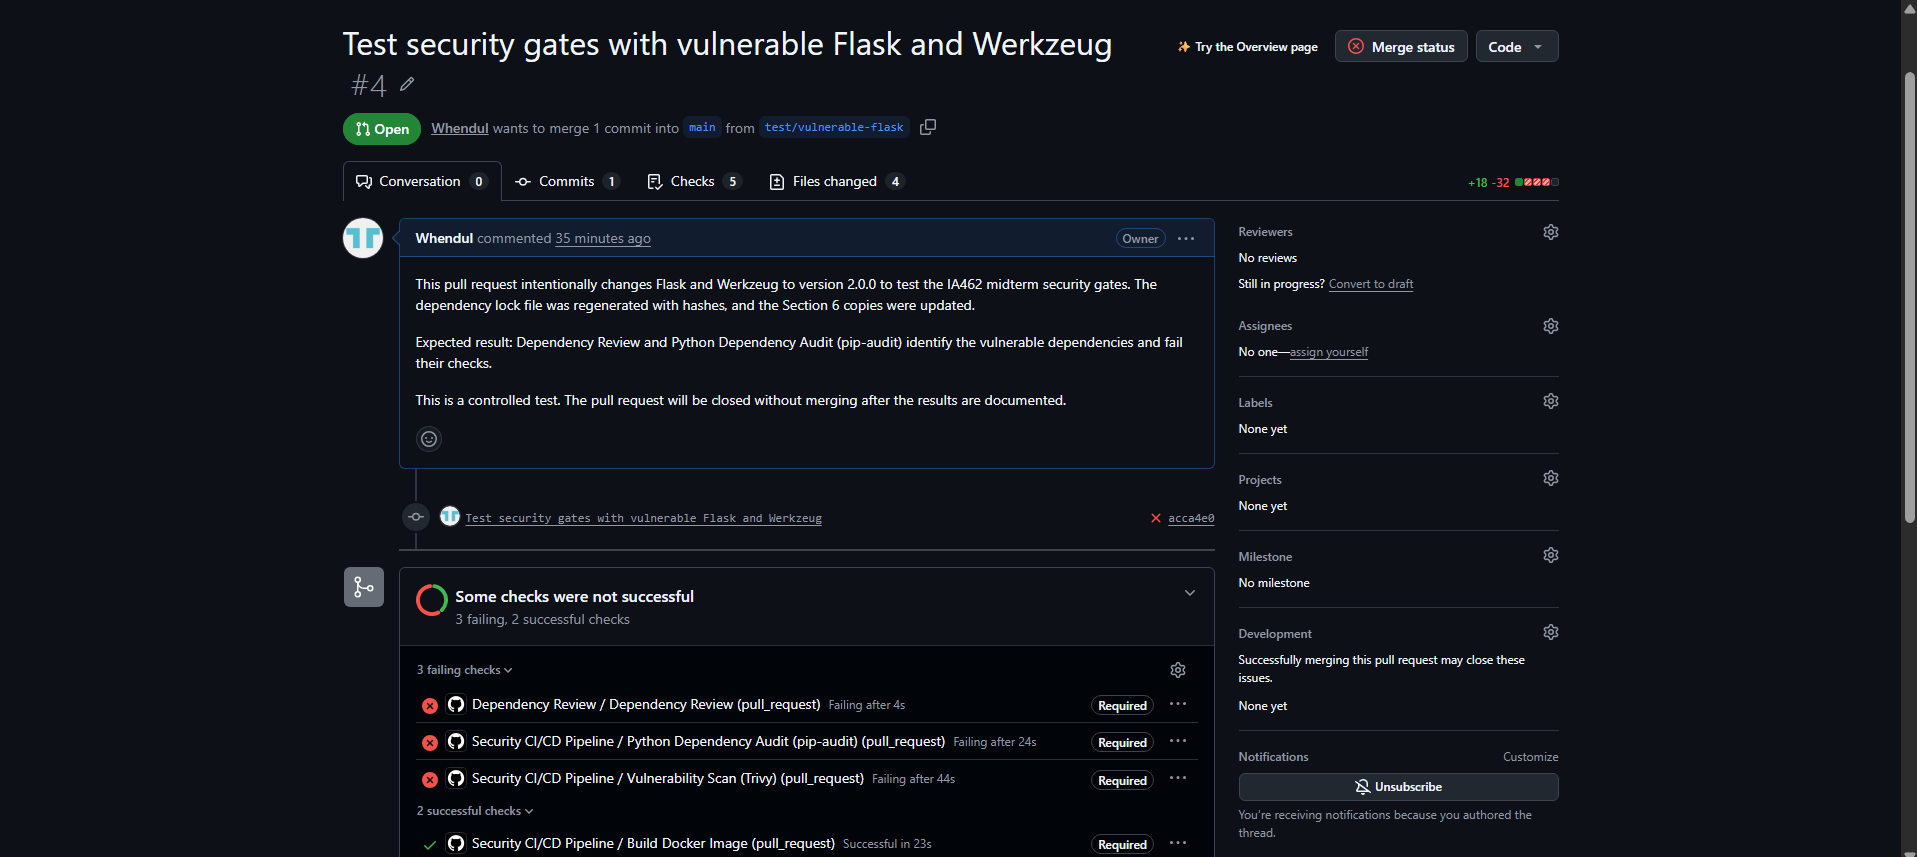 Test security gates with vulnerable Flask and Werkzeug
#4
Try the Overview page
Merge status
Code
Open
Whendul wants to merge 1 commit into main from test/vulnerable-flask
Conversation 0
Commits 1
Checks 5
Files changed 4
+18 -32
Whendul commented 35 minutes ago
Owner
This pull request intentionally changes Flask and Werkzeug to version 2.0.0 to test the IA462 midterm security gates. The
dependency lock file was regenerated with hashes, and the Section 6 copies were updated.
Expected result: Dependency Review and Python Dependency Audit (pip-audit) identify the vulnerable dependencies and fail
their checks.
This is a controlled test. The pull request will be closed without merging after the results are documented.
Test security gates with vulnerable Flask and Werkzeug
acca4e0
Some checks were not successful
3 failing, 2 successful checks
3 failing checks
Dependency Review / Dependency Review (pull_request) Failing after 4s
Required
Security CI/CD Pipeline / Python Dependency Audit (pip-audit) (pull_request) Failing after 24s
Required
Security CI/CD Pipeline / Vulnerability Scan (Trivy) (pull_request) Failing after 44s
Required
2 successful checks
Security CI/CD Pipeline / Build Docker Image (pull_request) Successful in 23s
Required
Reviewers
No reviews
Still in progress? Convert to draft
Assignees
No one—assign yourself
Labels
None yet
Projects
None yet
Milestone
No milestone
Development
Successfully merging this pull request may close these
issues.
None yet
Notifications
Customize
Unsubscribe
You're receiving notifications because you authored the
thread.